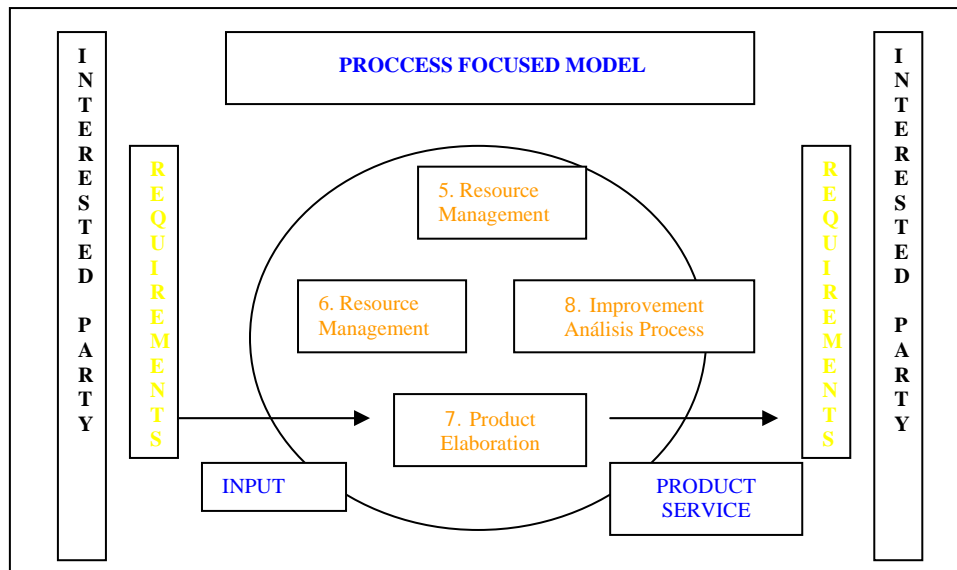 INTERESTED PARTY
REQUIREMENTS
PROCCESS FOCUSED MODEL
5. Resource
Management
6. Resource
Management
8. Improvement
Análisis Process
7. Product
Elaboration
INPUT
PRODUCT
SERVICE
REQUIREMENTS
INTERESTED PARTY